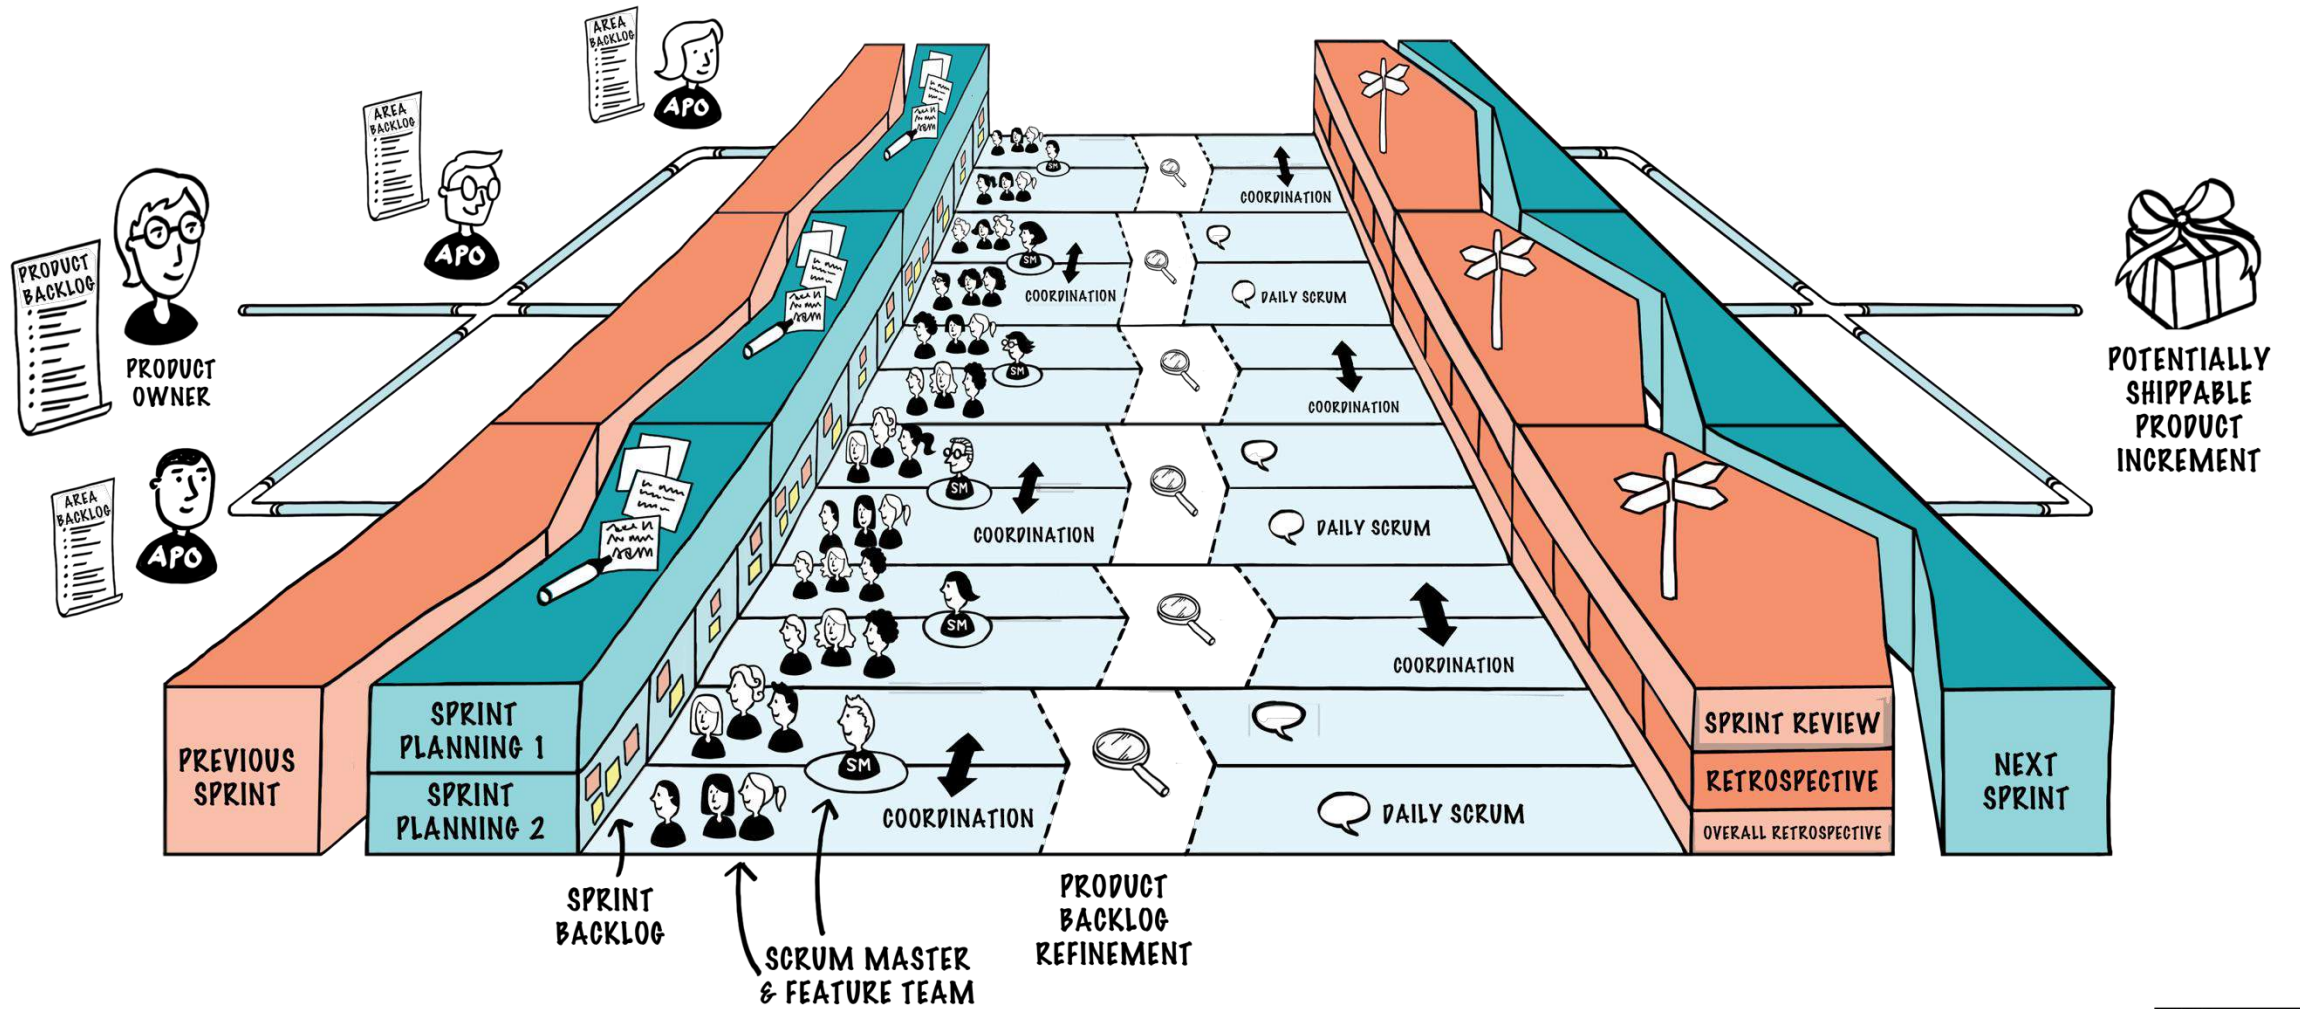 AREA
BACKLOG
APO
AREA
BACKLOG
APO
PRODUCT
BACKLOG
PRODUCT
OWNER
AREA
BACKLOG
APO
SM
COORDINATION
SM
COORDINATION
DAILY SCRUM
SM
COORDINATION
SM
COORDINATION
DAILY SCRUM
SM
COORDINATION
SM
COORDINATION
DAILY SCRUM
PREVIOUS
SPRINT
SPRINT
PLANNING 1
SPRINT
PLANNING 2
SPRINT REVIEW
RETROSPECTIVE
OVERALL RETROSPECTIVE
NEXT
SPRINT
POTENTIALLY
SHIPPABLE
PRODUCT
INCREMENT
SPRINT
BACKLOG
SCRUM MASTER
& FEATURE TEAM
PRODUCT
BACKLOG
REFINEMENT